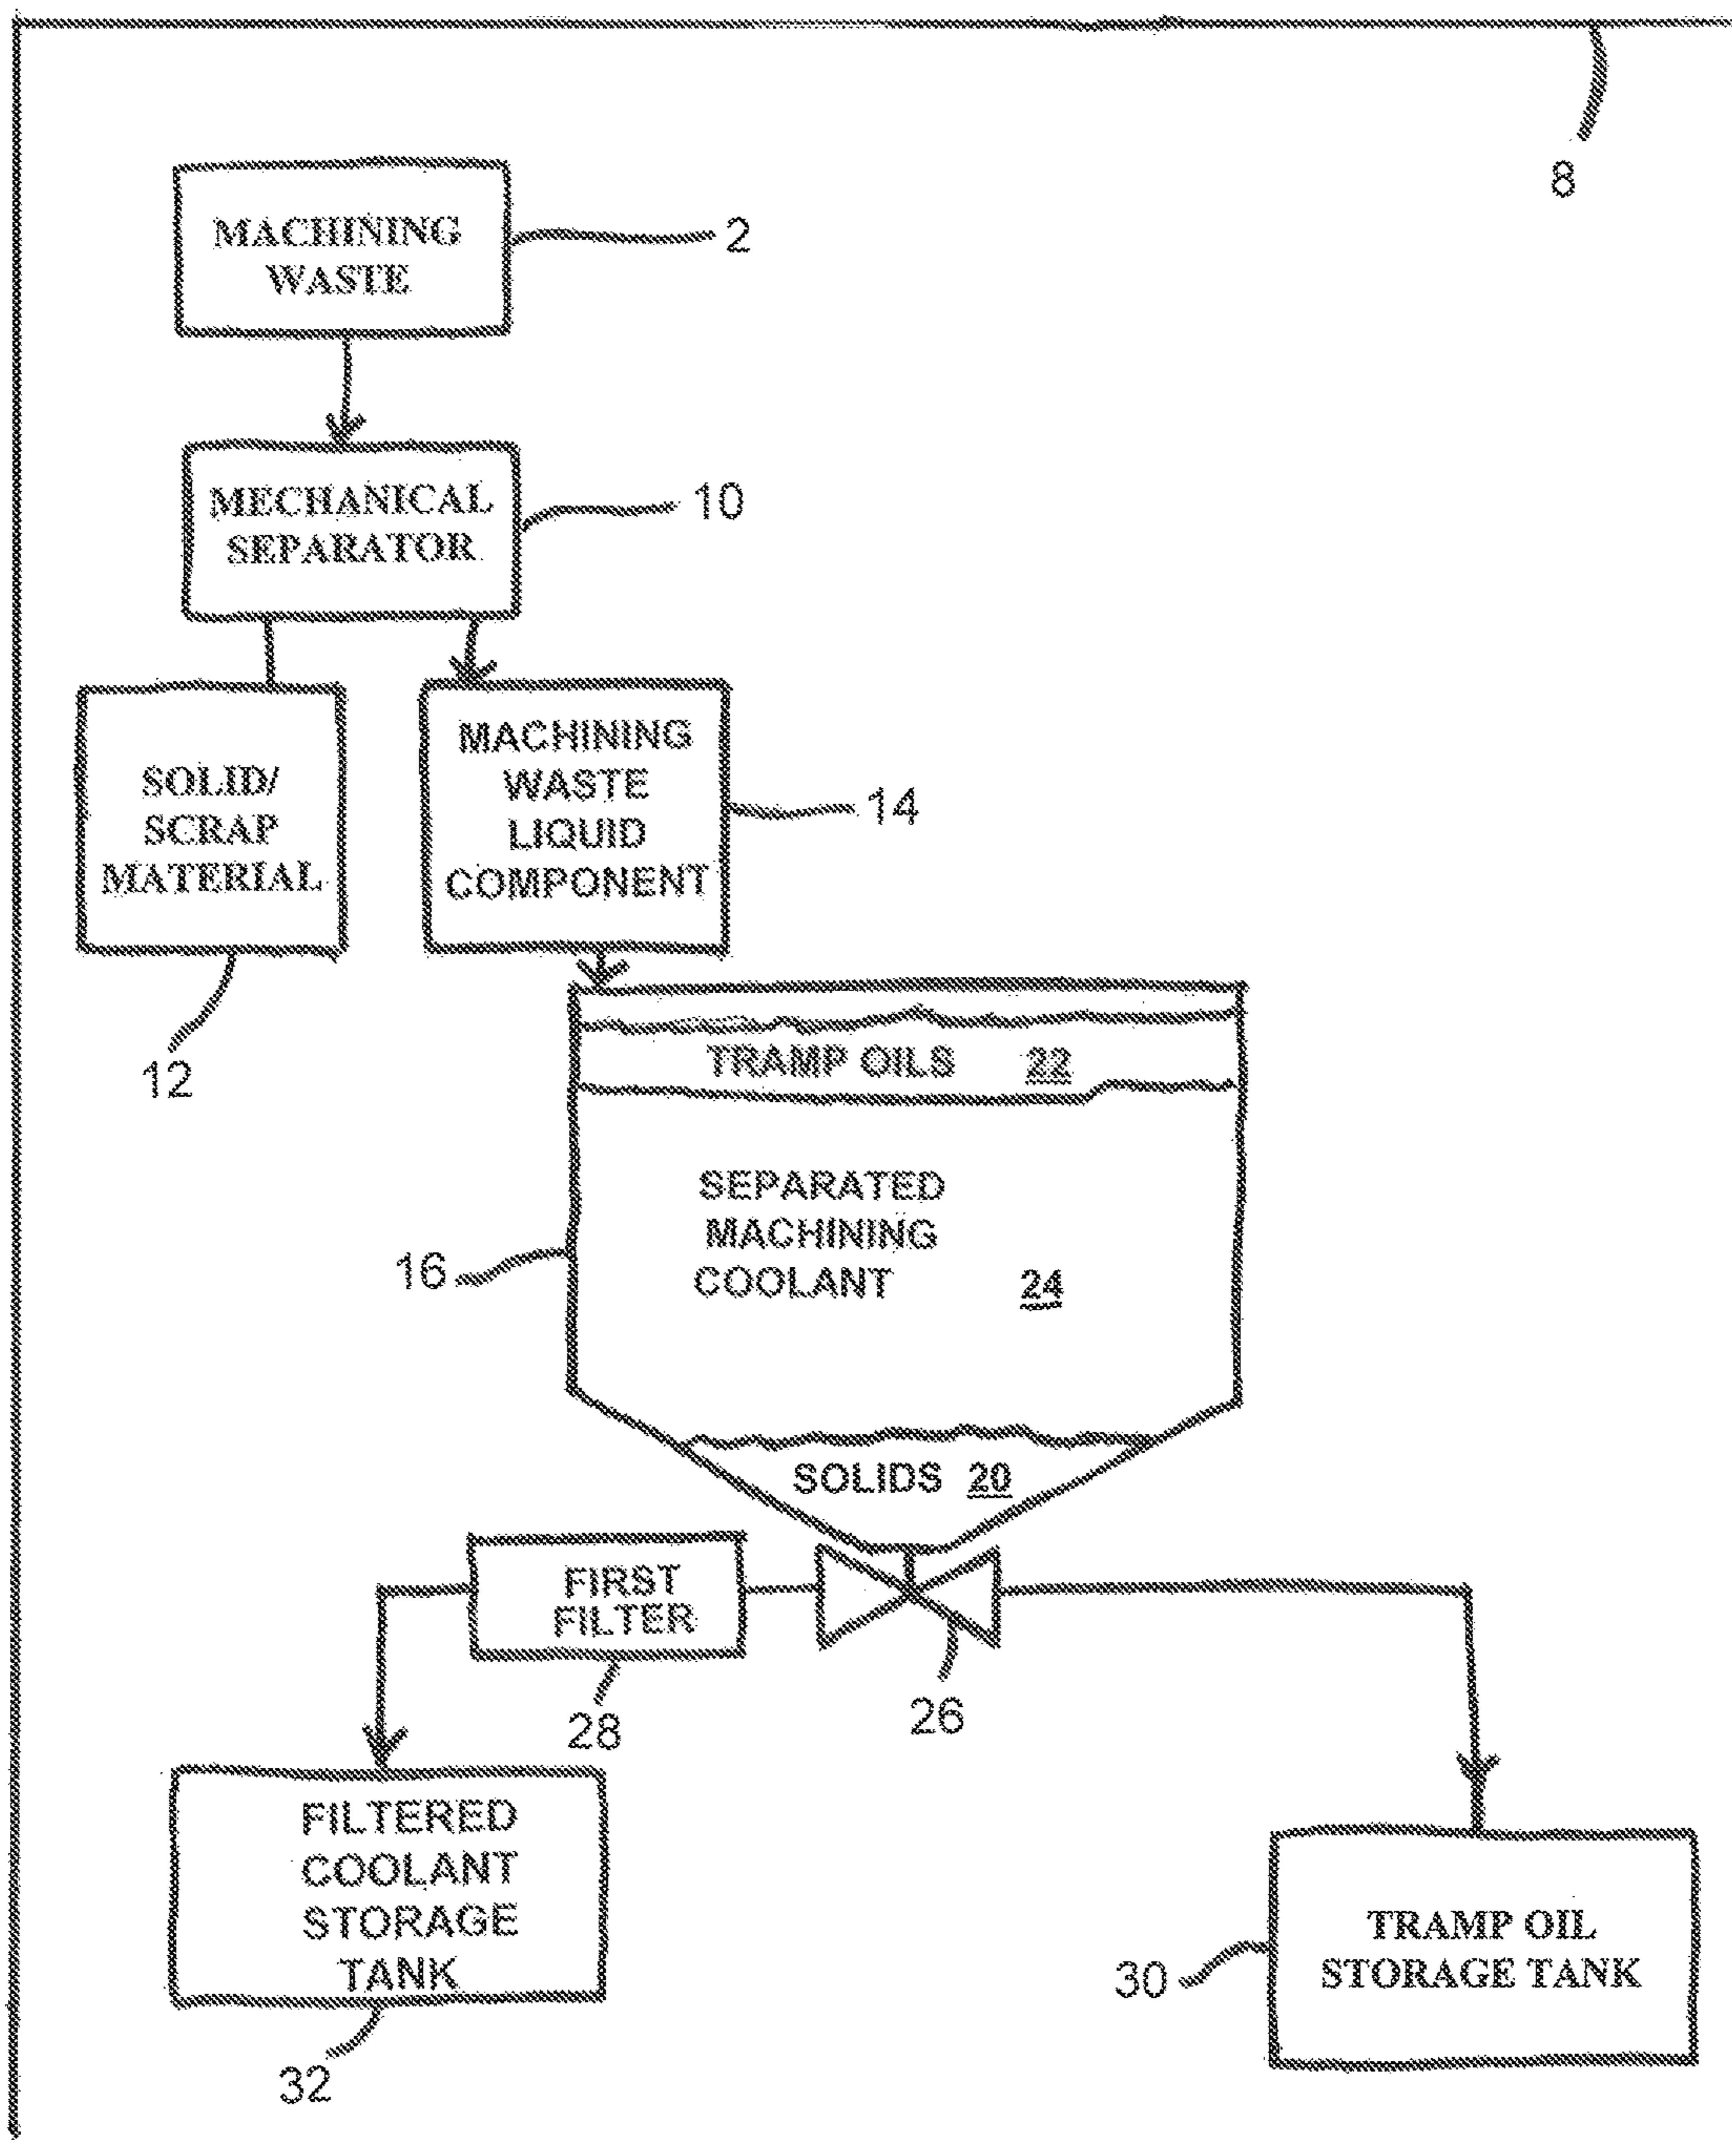 8
MACHINING
WASTE
2
MECHANICAL
SEPARATOR
10
SOLID/
SCRAP
MATERIAL
12
MACHINING
WASTE
LIQUID
COMPONENT
14
TRAMP OILS 22
SEPARATED
MACHINING
COOLANT 24
16
SOLIDS 20
FIRST
FILTER
28
26
FILTERED
COOLANT
STORAGE
TANK
32
TRAMP OIL
STORAGE TANK
30